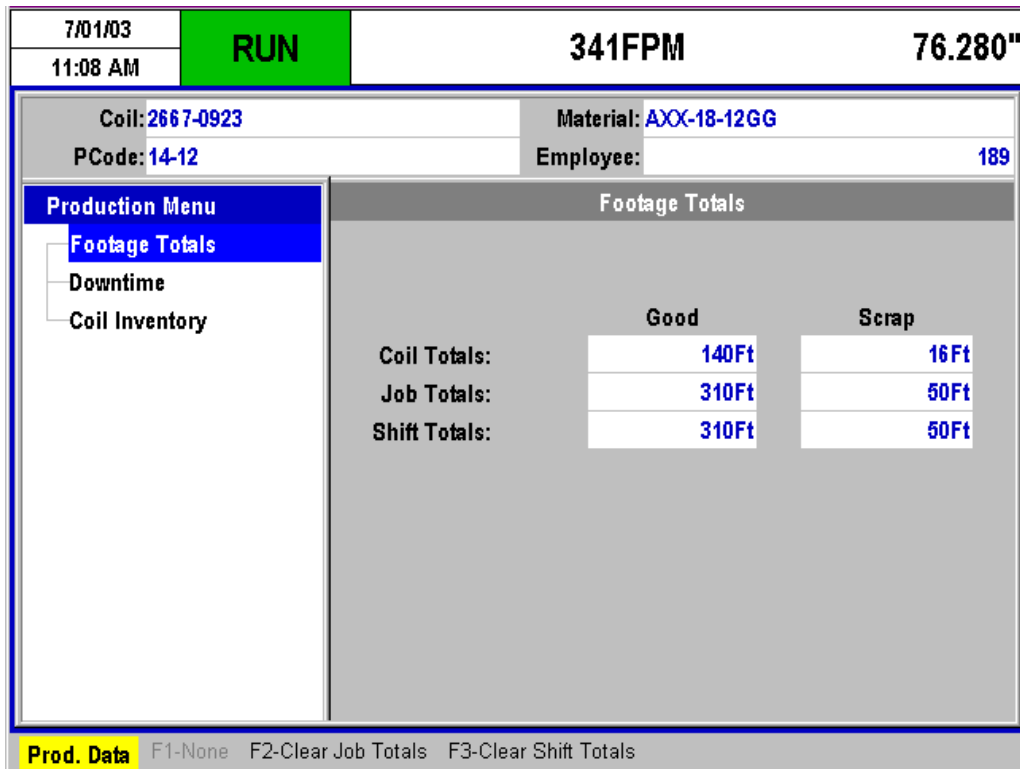 7/01/03
11:08 AM
RUN
341FPM
76.280"
Coil: 2667-0923
Material: AXX-18-12GG
PCode: 14-12
Employee: 189
Production Menu
Footage Totals
Downtime
Coil Inventory
Footage Totals
Good Scrap
Coil Totals: 140Ft 16Ft
Job Totals: 310Ft 50Ft
Shift Totals: 310Ft 50Ft
Prod. Data F1-None F2-Clear Job Totals F3-Clear Shift Totals